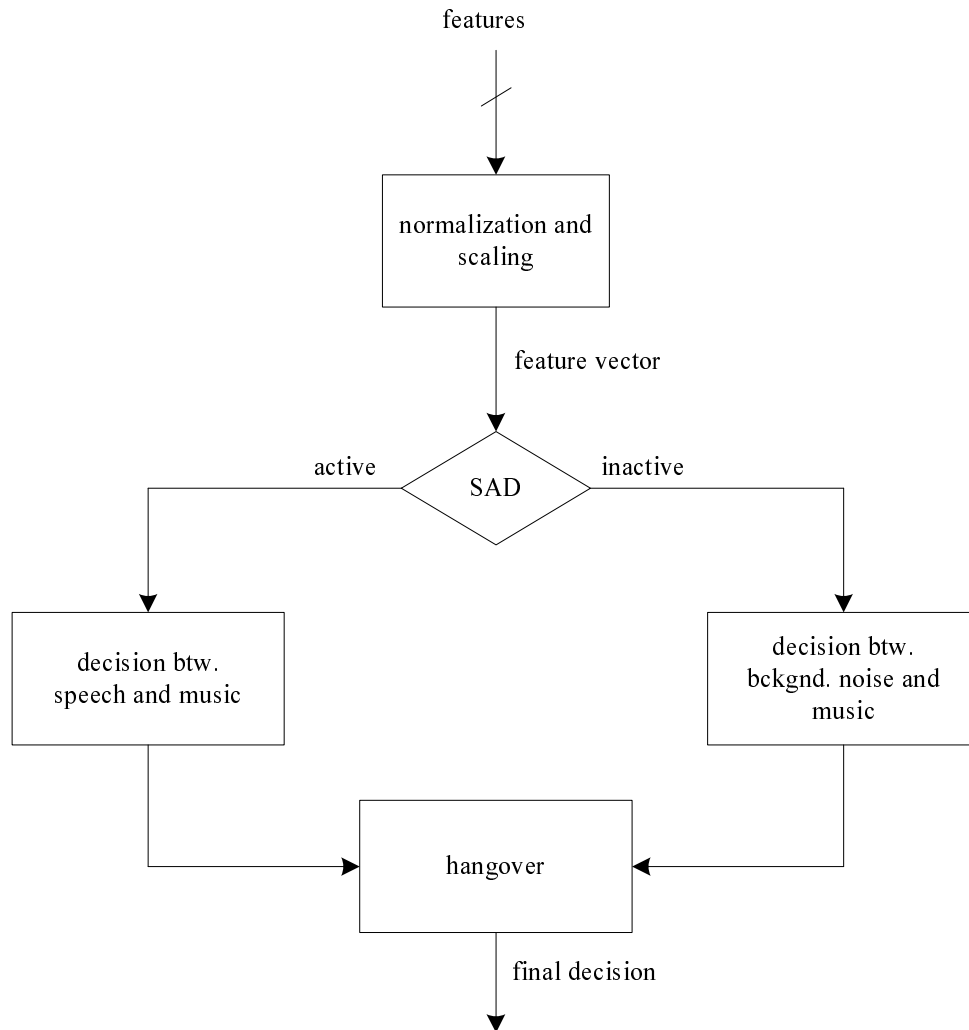 features
normalization and
scaling
feature vector
active
inactive
SAD
decision btw.
speech and music
decision btw.
bckgnd. noise and
music
hangover
final decision